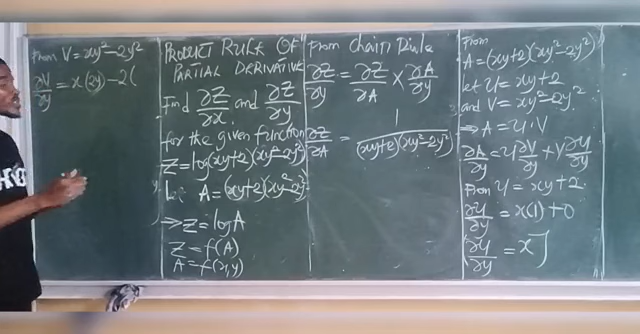 From V = xy² - 2y²
∂V/∂y = x(2y) - 2(
PRODUCT RULE OF
PARTIAL DERIVATIVE
Find ∂Z/∂x and ∂Z/∂y
for the given function
Z = log(xy+2)(xy²-2y²)
let A = (xy+2)(xy²-2y²)
⇒ Z = log A
Z = f(A)
A = f(x,y)
From Chain Rule
∂Z/∂y = ∂Z/∂A × ∂A/∂y
∂Z/∂A = 1/(xy+2)(xy²-2y²)
From
A = (xy+2)(xy²-2y²)
let U = xy+2
and V = xy²-2y²
⇒ A = U·V
∂A/∂y = U ∂V/∂y + V ∂U/∂y
From U = xy+2
∂U/∂y = x(1)+0
∂U/∂y = x